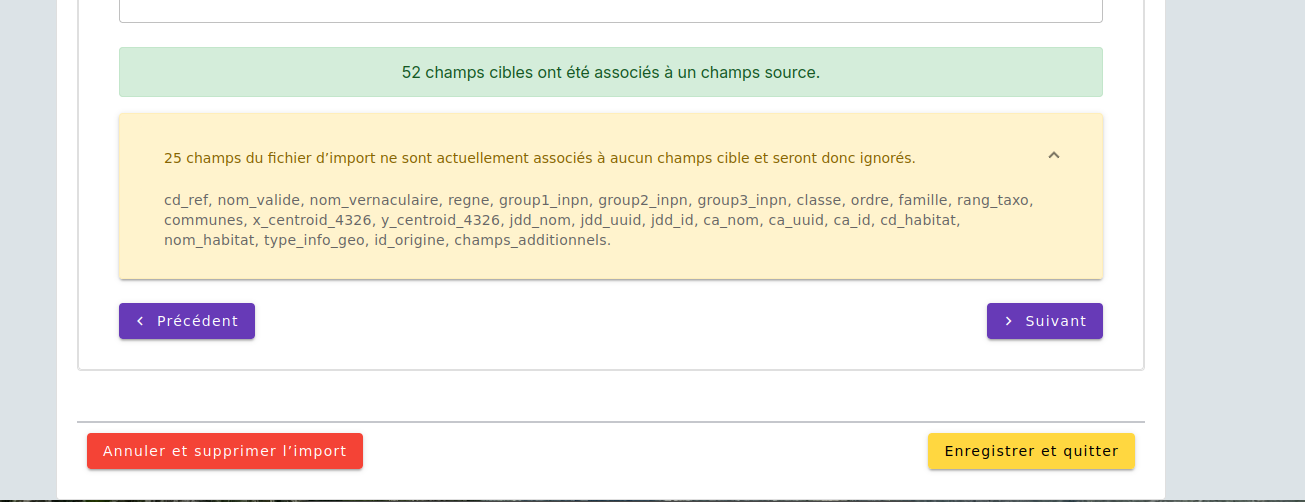 52 champs cibles ont été associés à un champs source.
25 champs du fichier d’import ne sont actuellement associés à aucun champs cible et seront donc ignorés.
cd_ref, nom_valide, nom_vernaculaire, regne, group1_inpn, group2_inpn, group3_inpn, classe, ordre, famille, rang_taxo,
communes, x_centroid_4326, y_centroid_4326, jdd_nom, jdd_uuid, jdd_id, ca_nom, ca_uuid, ca_id, cd_habitat,
nom_habitat, type_info_geo, id_origine, champs_additionnels.
Précédent
Suivant
Annuler et supprimer l’import
Enregistrer et quitter